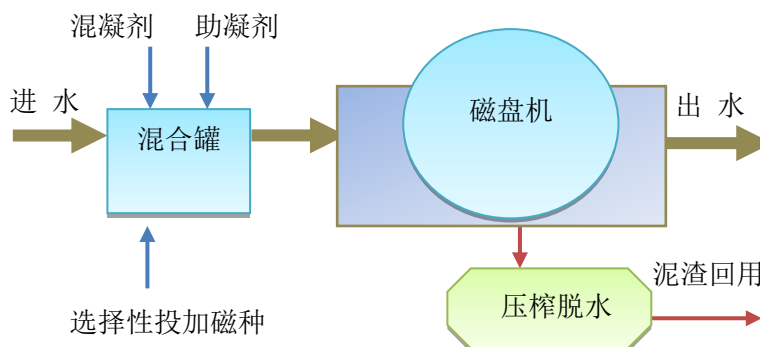 混凝剂
助凝剂
进 水
混合罐
磁盘机
出 水
选择性投加磁种
压榨脱水
泥渣回用